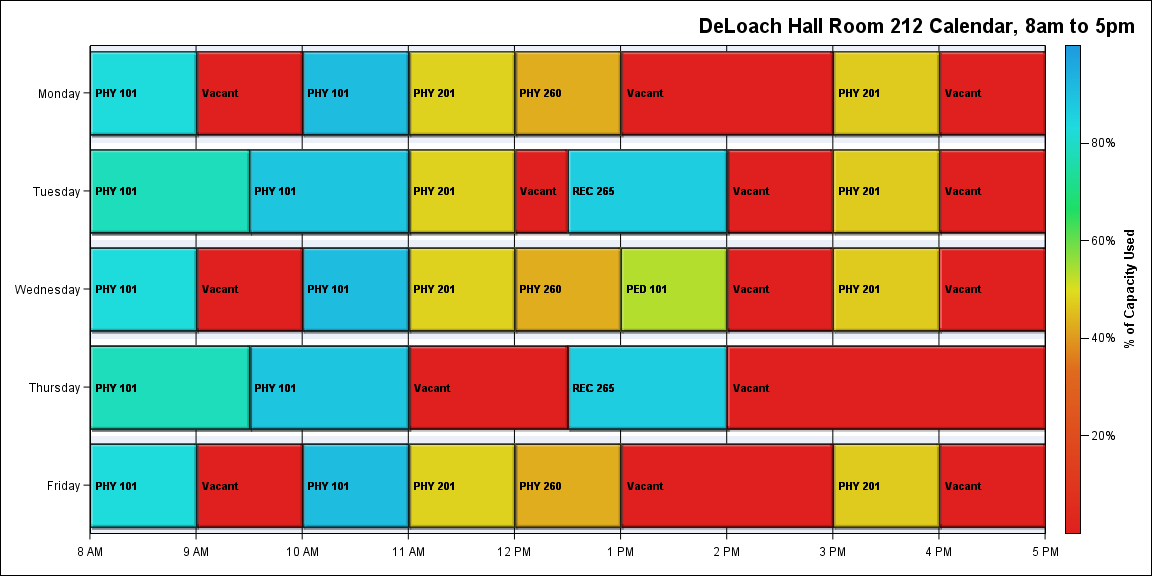 DeLoach Hall Room 212 Calendar, 8am to 5pm
Monday
PHY 101
Vacant
PHY 101
PHY 201
PHY 260
Vacant
PHY 201
Vacant
Tuesday
PHY 101
PHY 101
PHY 201
Vacant
REC 265
Vacant
PHY 201
Vacant
Wednesday
PHY 101
Vacant
PHY 101
PHY 201
PHY 260
PED 101
Vacant
PHY 201
Vacant
Thursday
PHY 101
PHY 101
Vacant
REC 265
Vacant
Friday
PHY 101
Vacant
PHY 101
PHY 201
PHY 260
Vacant
PHY 201
Vacant
8 AM
9 AM
10 AM
11 AM
12 PM
1 PM
2 PM
3 PM
4 PM
5 PM
80%
60%
40%
20%
% of Capacity Used